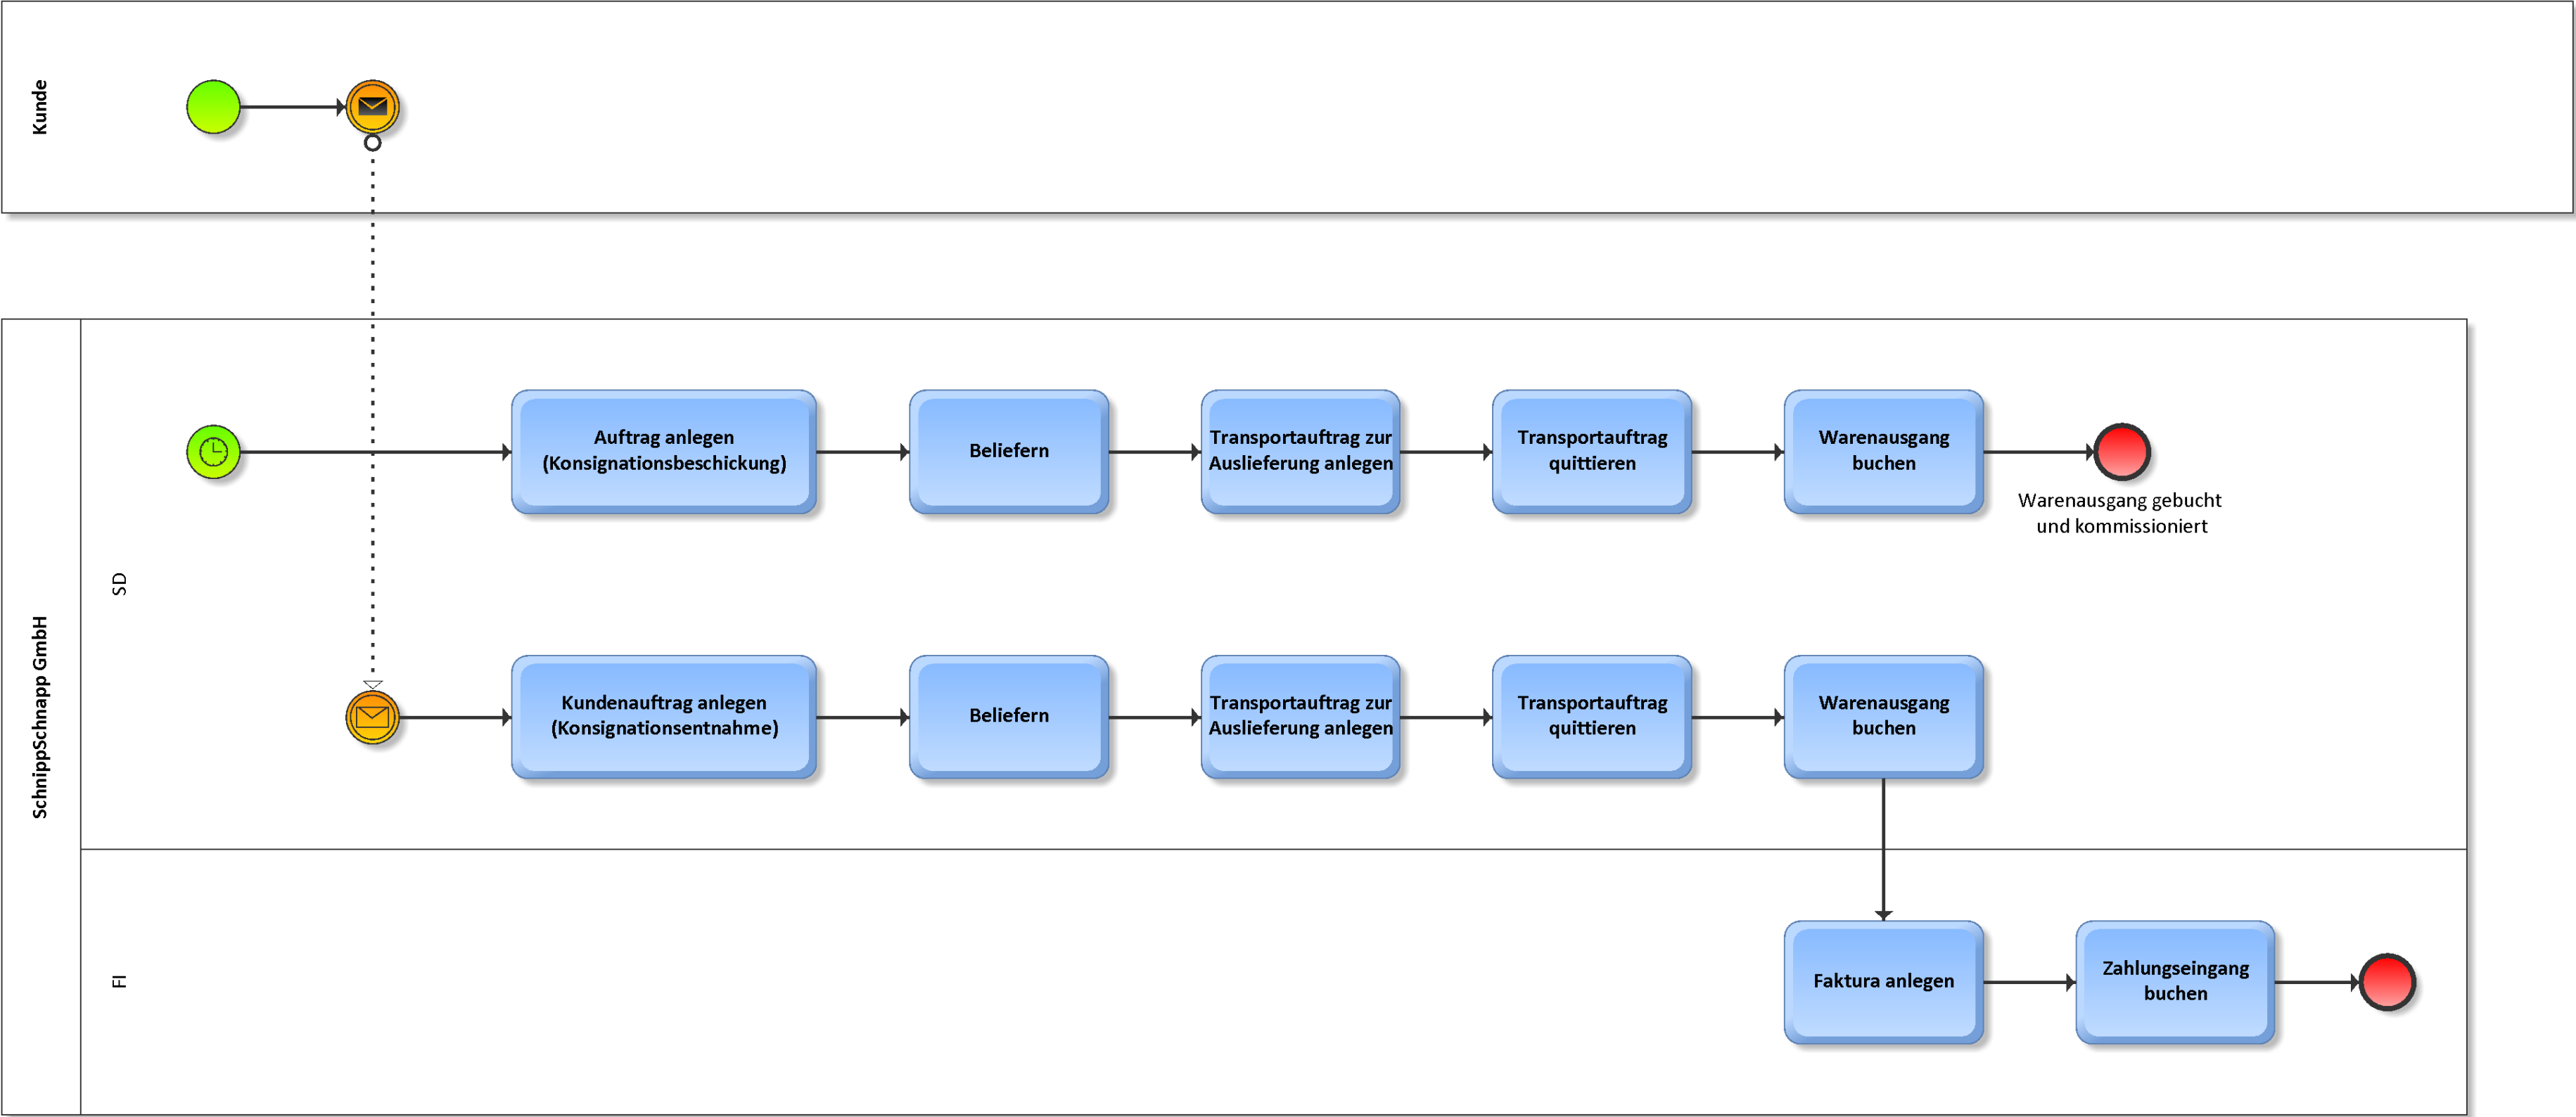 Kunde
SchnippSchnapp GmbH
SD
Auftrag anlegen
(Konsignationsbeschickung)
Beliefern
Transportauftrag zur
Auslieferung anlegen
Transportauftrag
quittieren
Warenausgang
buchen
Warenausgang gebucht
und kommissioniert
Kundenauftrag anlegen
(Konsignationsentnahme)
Beliefern
Transportauftrag zur
Auslieferung anlegen
Transportauftrag
quittieren
Warenausgang
buchen
FI
Faktura anlegen
Zahlungseingang
buchen